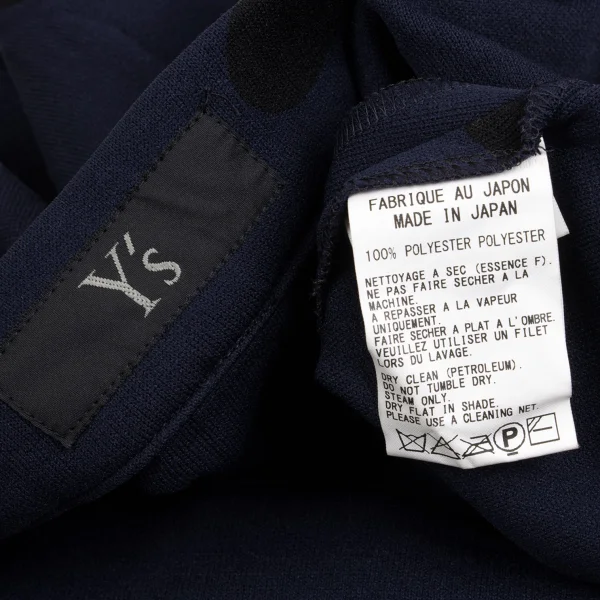 Y's
FABRIQUE AU JAPON
MADE IN JAPAN
100% POLYESTER POLYESTER
NETTOYAGE A SEC (ESSENCE F).
NE PAS FAIRE SECHER A LA
MACHINE.
A REPASSER A LA VAPEUR
UNIQUEMENT.
FAIRE SECHER A PLAT A L'OMBRE.
VEUILLEZ UTILISER UN FILET
LORS DU LAVAGE.
DRY CLEAN (PETROLEUM).
DO NOT TUMBLE DRY.
STEAM ONLY.
DRY FLAT IN SHADE.
PLEASE USE A CLEANING NET.
P